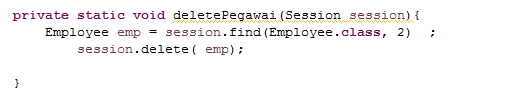 private static void deletePegawai(Session session){
Employee emp = session.find(Employee.class, 2)  ;
session.delete( emp);
}